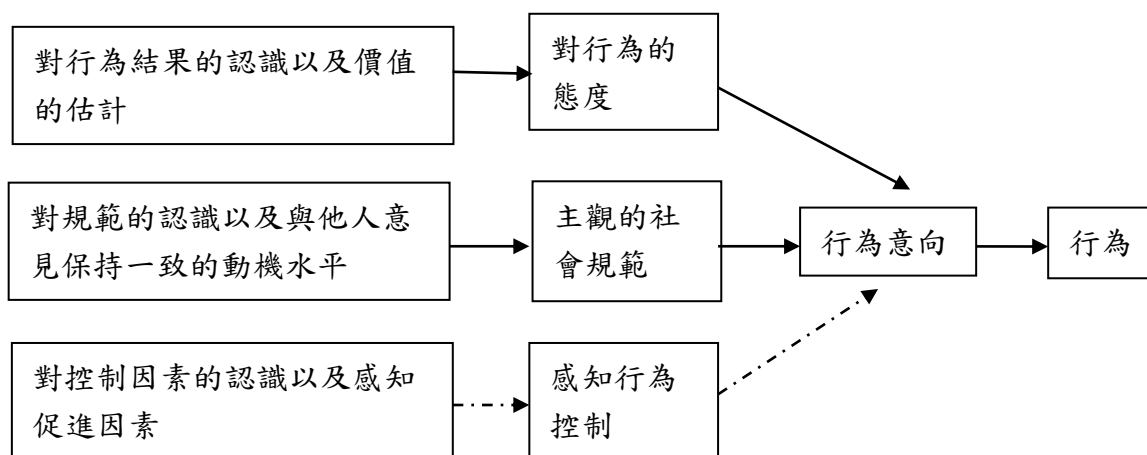 對行為結果的認識以及價值
的估計
對行為的
態度
對規範的認識以及與他人意
見保持一致的動機水平
主觀的社
會規範
行為意向
行為
對控制因素的認識以及感知
促進因素
感知行為
控制